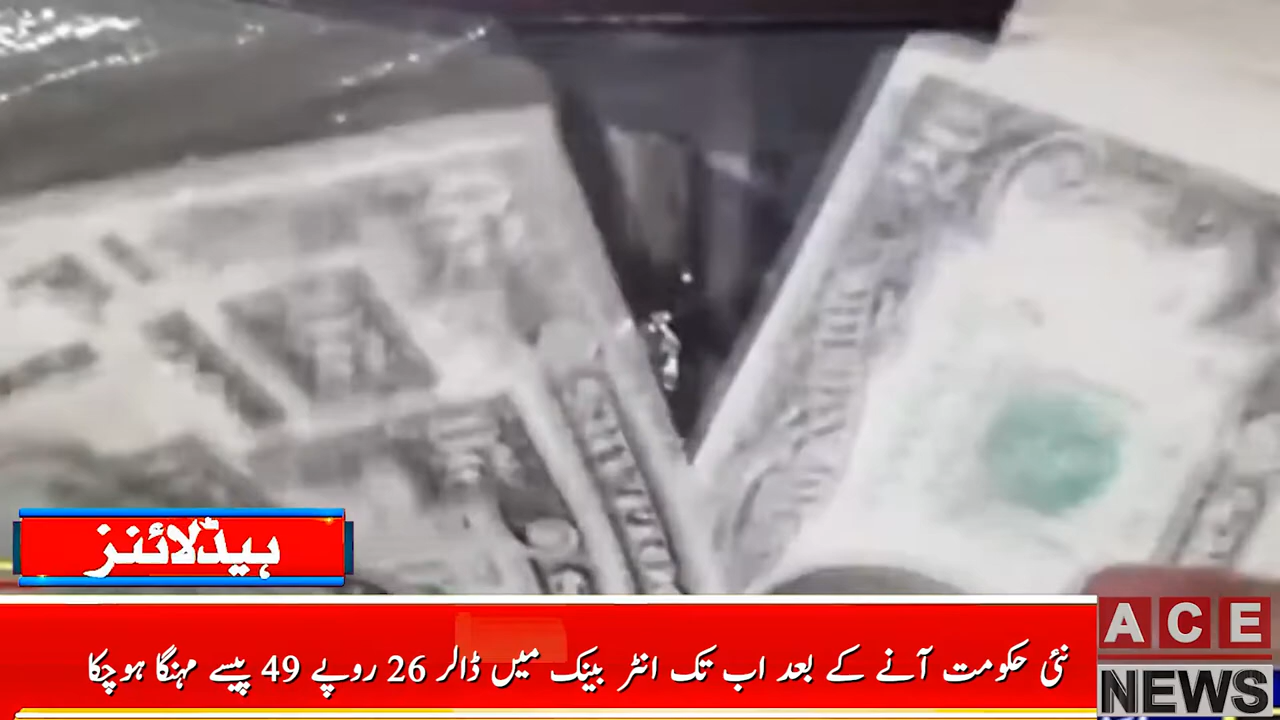 ہیڈلائنز
نئی حکومت آنے کے بعد اب تک انٹر بینک میں ڈالر 26 روپے 49 پیسے مہنگا ہوچکا
ACE
NEWS